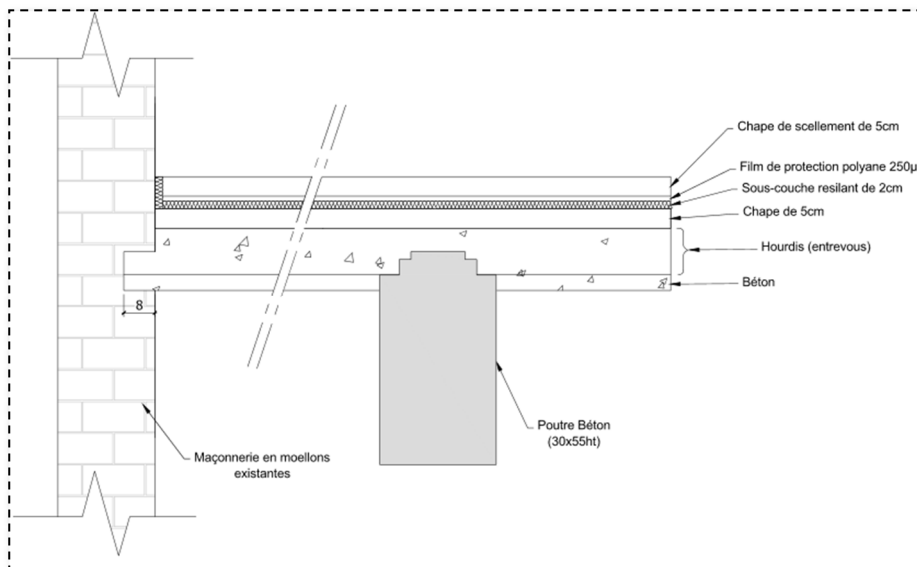 Chape de scellement de 5cm
Film de protection polyane 250µ
Sous-couche resilant de 2cm
Chape de 5cm
Hourdis (entrevous)
Béton
8
Poutre Béton
(30x55ht)
Maçonnerie en moellons
existantes